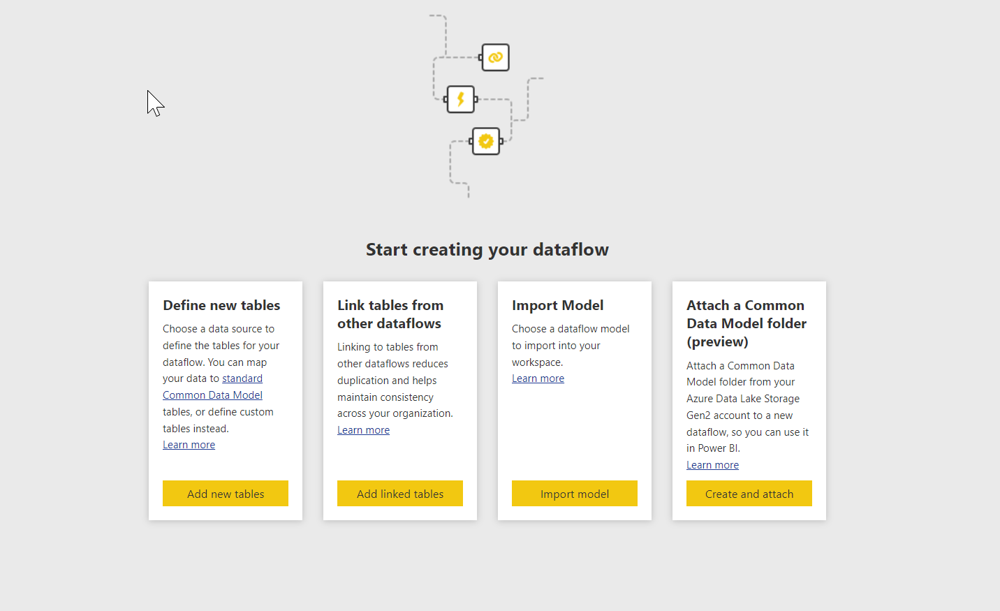 Start creating your dataflow
Define new tables
Choose a data source to
define the tables for your
dataflow. You can map
your data to standard
Common Data Model
tables, or define custom
tables instead.
Learn more
Add new tables
Link tables from
other dataflows
Linking to tables from
other dataflows reduces
duplication and helps
maintain consistency
across your organization.
Learn more
Add linked tables
Import Model
Choose a dataflow model
to import into your
workspace.
Learn more
Import model
Attach a Common
Data Model folder
(preview)
Attach a Common Data
Model folder from your
Azure Data Lake Storage
Gen2 account to a new
dataflow, so you can use it
in Power BI.
Learn more
Create and attach